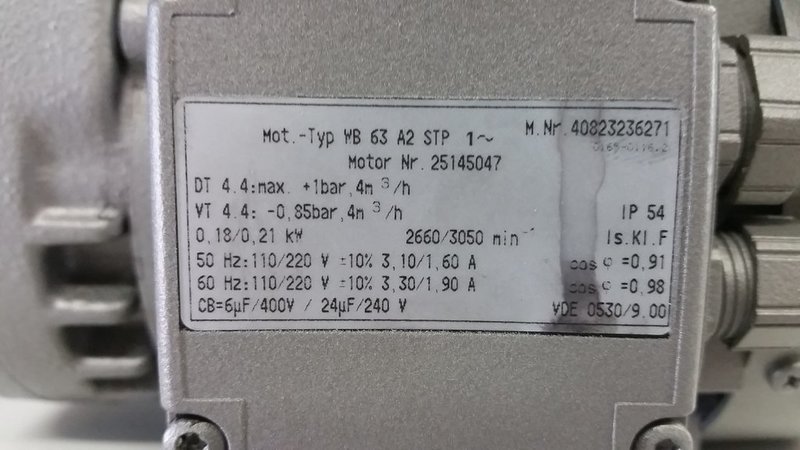 Mot.-Typ WB 63 A2 STP 1~ M.Nr.40823236271
0165-0116.2
Motor Nr. 25145047
DT 4.4:max. +1bar,4m ³/h
VT 4.4: -0,85bar,4m ³/h IP 54
0,18/0,21 kW 2660/3050 min⁻¹ Is.Kl.F
50 Hz:110/220 V ±10% 3,10/1,60 A cos φ =0,91
60 Hz:110/220 V ±10% 3,30/1,90 A cos φ =0,98
CB=6µF/400V / 24µF/240 V VDE 0530/9.00